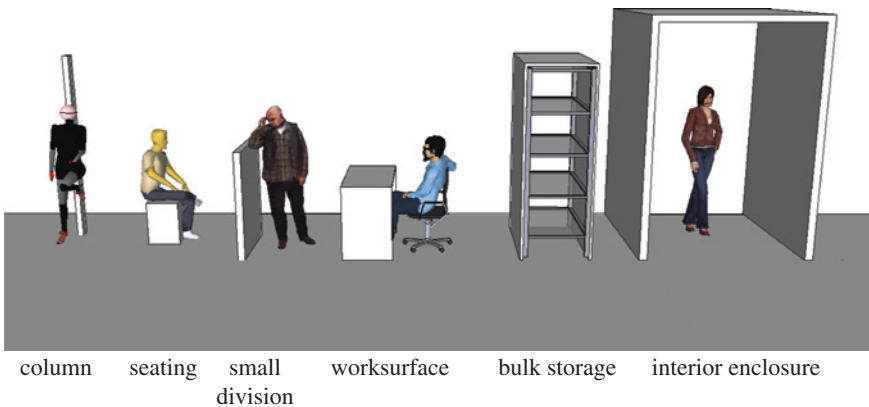 column seating small worksurface bulk storage interior enclosure
division